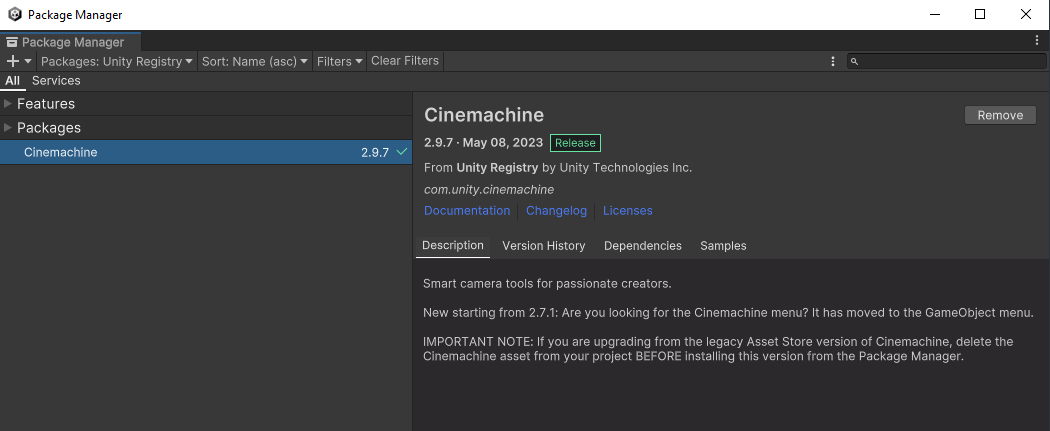 Package Manager
Package Manager
Packages: Unity Registry
Sort: Name (asc)
Filters
Clear Filters
All
Services
Features
Packages
Cinemachine
2.9.7
Cinemachine
Remove
2.9.7 · May 08, 2023
Release
From Unity Registry by Unity Technologies Inc.
com.unity.cinemachine
Documentation
Changelog
Licenses
Description
Version History
Dependencies
Samples
Smart camera tools for passionate creators.
New starting from 2.7.1: Are you looking for the Cinemachine menu? It has moved to the GameObject menu.
IMPORTANT NOTE: If you are upgrading from the legacy Asset Store version of Cinemachine, delete the
Cinemachine asset from your project BEFORE installing this version from the Package Manager.